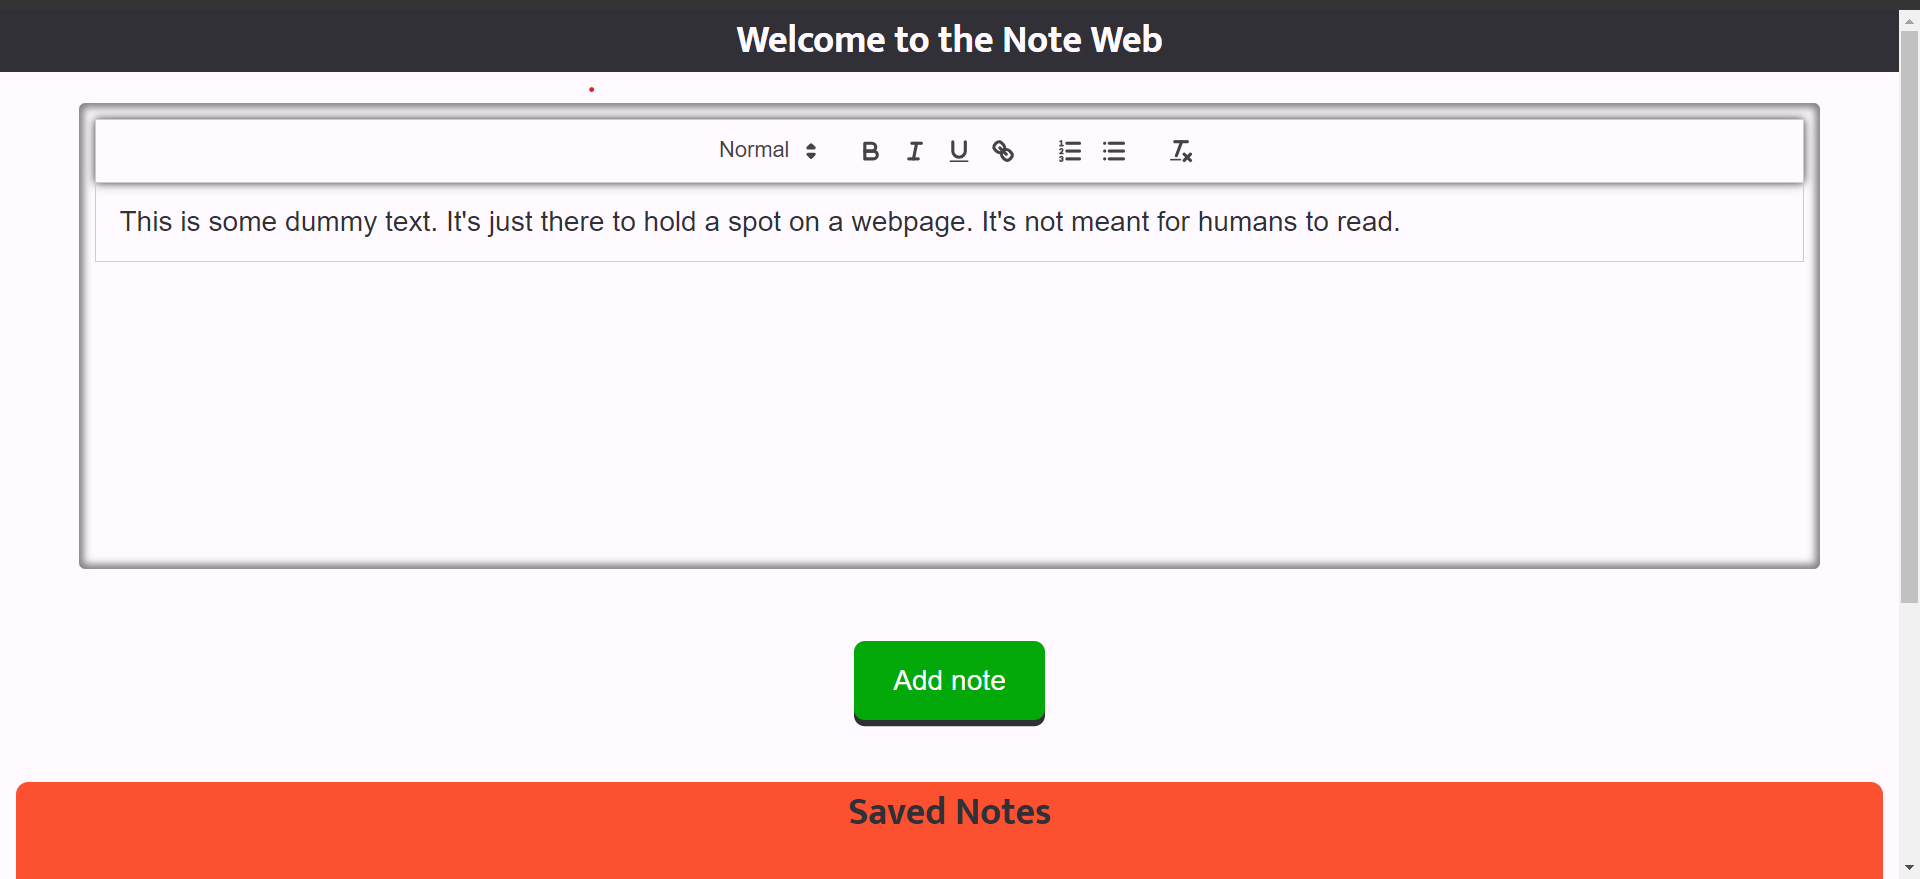 Welcome to the Note Web
Normal
This is some dummy text. It's just there to hold a spot on a webpage. It's not meant for humans to read.
Add note
Saved Notes